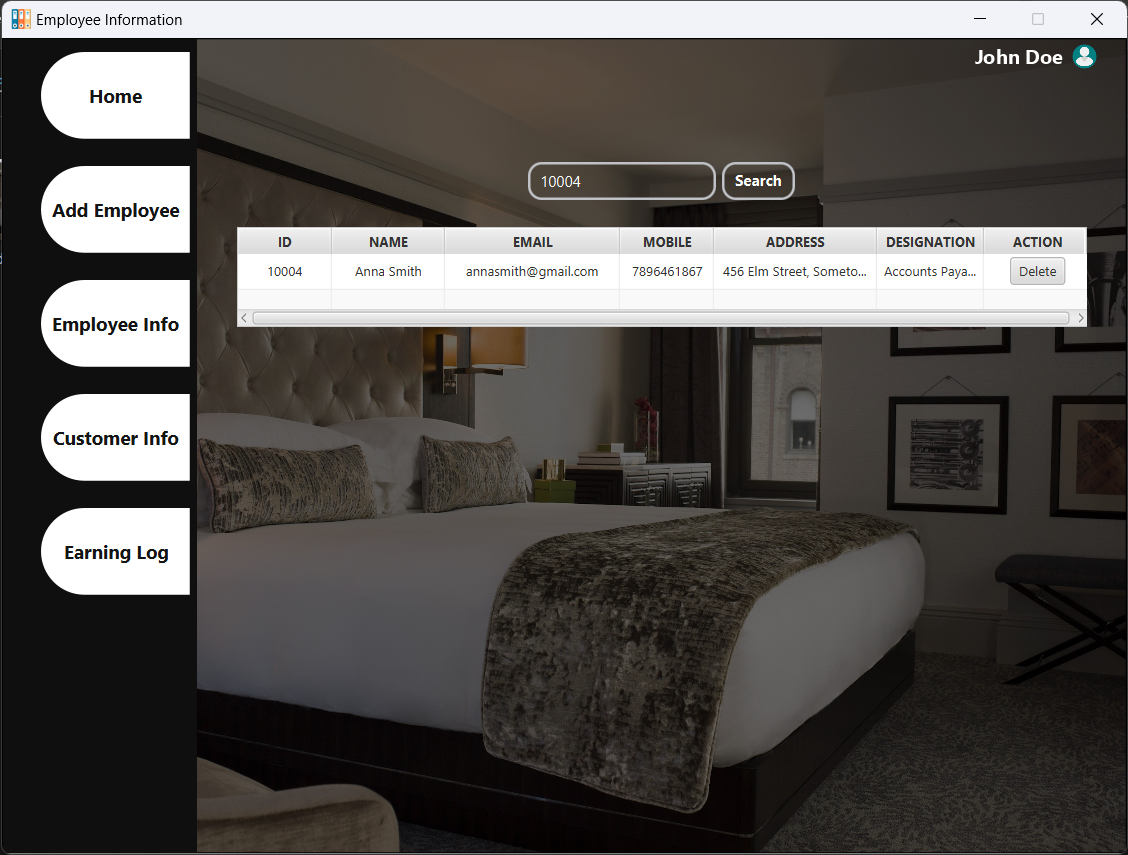 Employee Information
John Doe
Home
Add Employee
Employee Info
Customer Info
Earning Log
10004
Search
ID NAME EMAIL MOBILE ADDRESS DESIGNATION ACTION
10004 Anna Smith annasmith@gmail.com 7896461867 456 Elm Street, Someto... Accounts Paya... Delete